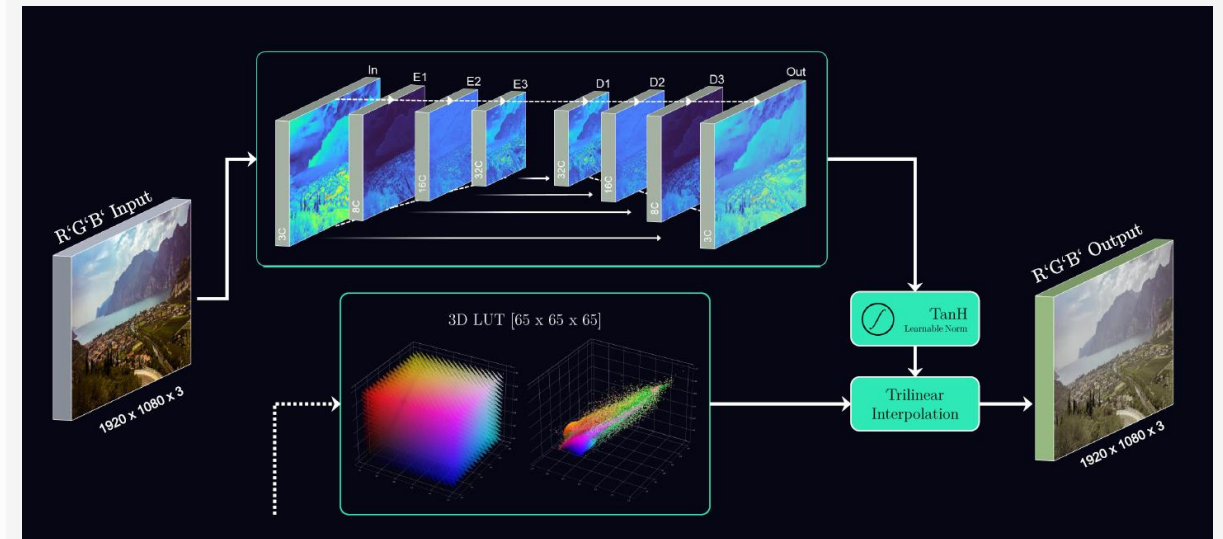 In
E1
E2
E3
D1
D2
D3
Out
3C
8C
16C
32C
32C
16C
8C
3C
R‘G‘B‘ Input
1920 x 1080 x 3
3D LUT [65 x 65 x 65]
TanH
Learnable Norm
Trilinear
Interpolation
R‘G‘B‘ Output
1920 x 1080 x 3